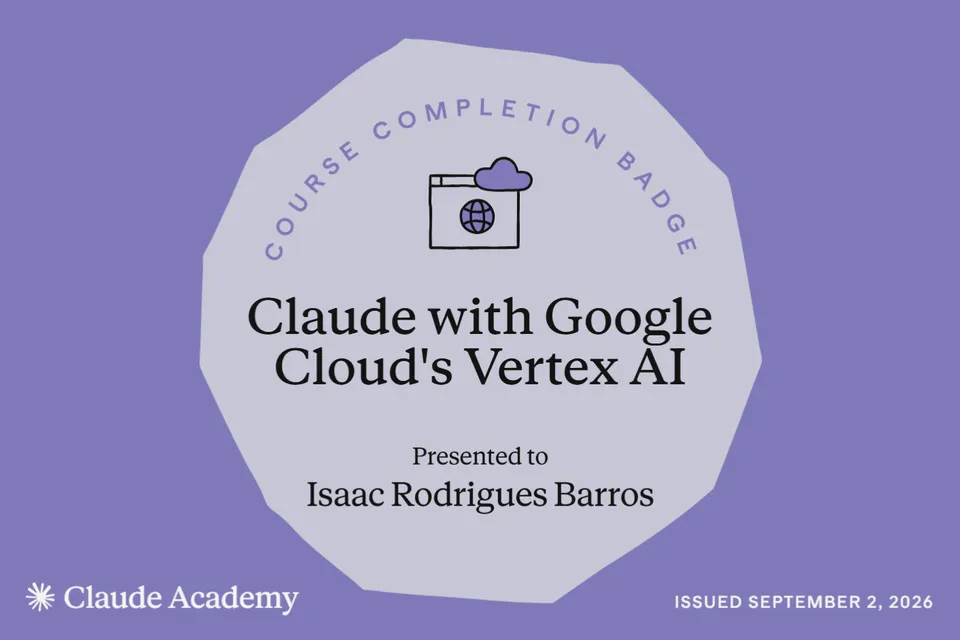 COURSE COMPLETION BADGE
Claude with Google
Cloud's Vertex AI
Presented to
Isaac Rodrigues Barros
Claude Academy
ISSUED SEPTEMBER 2, 2026